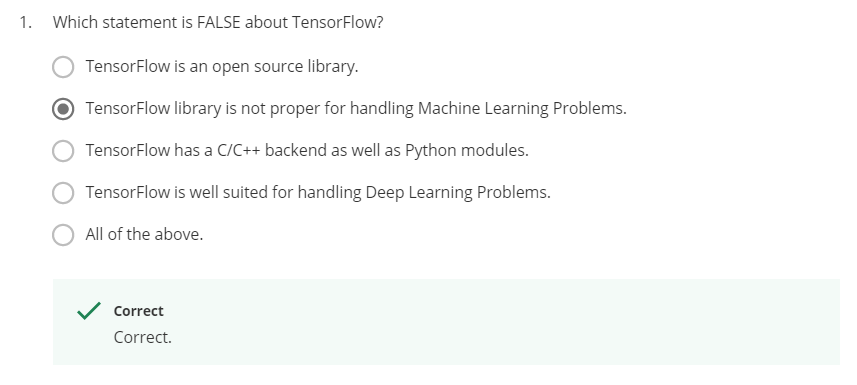 1. Which statement is FALSE about TensorFlow?
TensorFlow is an open source library.
TensorFlow library is not proper for handling Machine Learning Problems.
TensorFlow has a C/C++ backend as well as Python modules.
TensorFlow is well suited for handling Deep Learning Problems.
All of the above.
Correct
Correct.